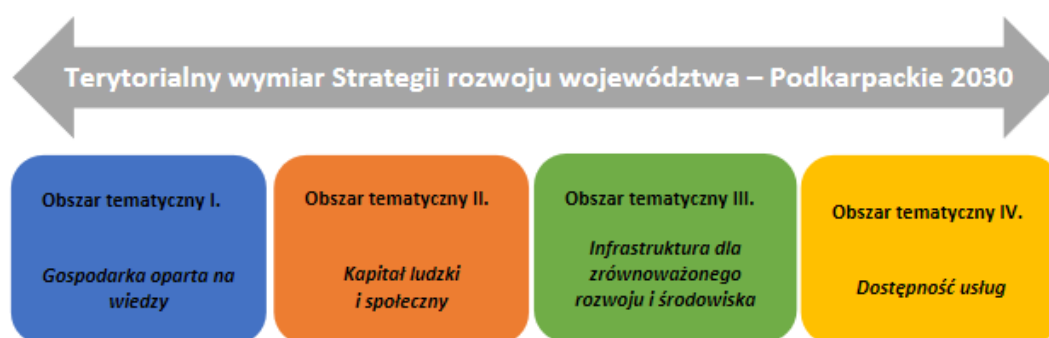 Terytorialny wymiar Strategii rozwoju województwa – Podkarpackie 2030
Obszar tematyczny I.
Gospodarka oparta na
wiedzy
Obszar tematyczny II.
Kapitał ludzki
i społeczny
Obszar tematyczny III.
Infrastruktura dla
zrównoważonego
rozwoju i środowiska
Obszar tematyczny IV.
Dostępność usług